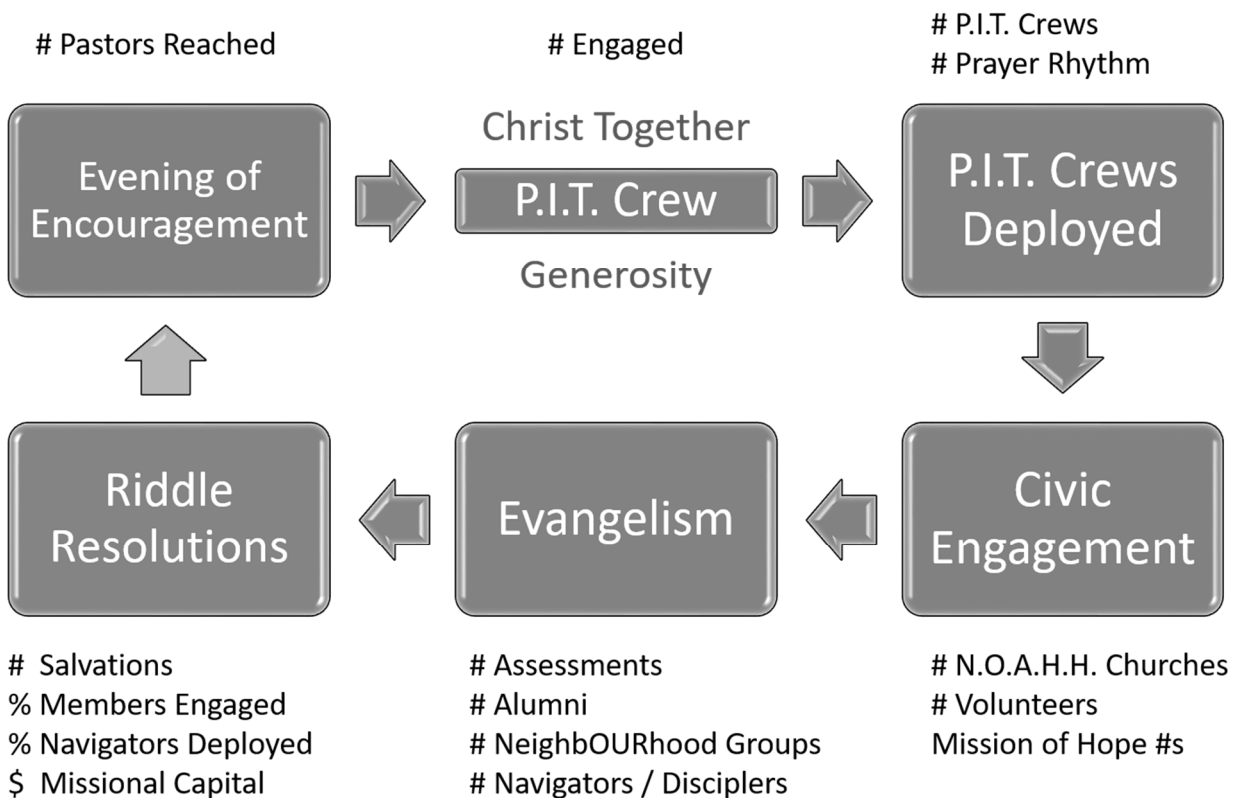 # Pastors Reached
# Engaged
# P.I.T. Crews
# Prayer Rhythm
Evening of
Encouragement
Christ Together
P.I.T. Crew
Generosity
P.I.T. Crews
Deployed
Riddle
Resolutions
Evangelism
Civic
Engagement
# Salvations
% Members Engaged
% Navigators Deployed
$ Missional Capital
# Assessments
# Alumni
# NeighbOURhood Groups
# Navigators / Disciplers
# N.O.A.H.H. Churches
# Volunteers
Mission of Hope #s